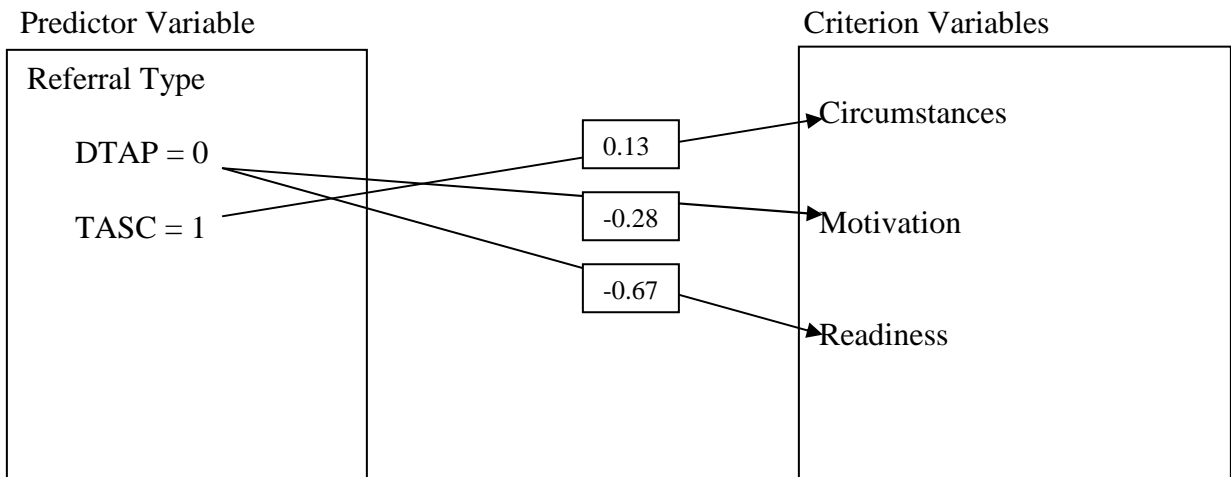 Predictor Variable
Criterion Variables
Referral Type
DTAP = 0
TASC = 1
0.13
-0.28
-0.67
Circumstances
Motivation
Readiness